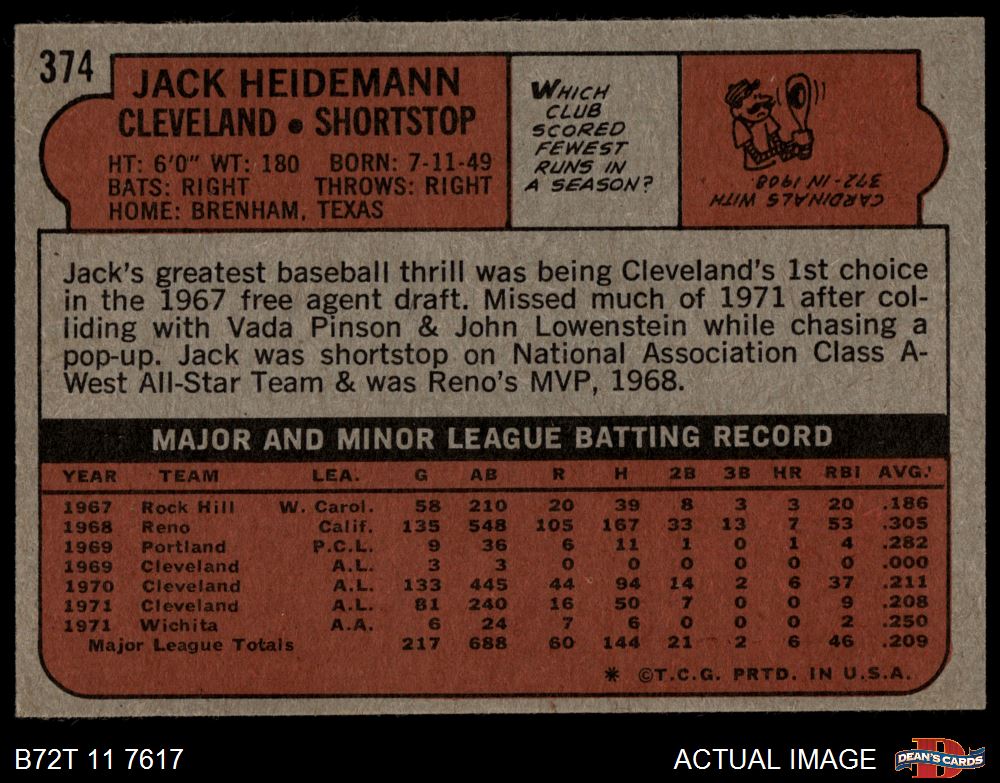 374
JACK HEIDEMANN
CLEVELAND • SHORTSTOP
HT: 6'0" WT: 180 BORN: 7-11-49
BATS: RIGHT THROWS: RIGHT
HOME: BRENHAM, TEXAS
WHICH
CLUB
SCORED
FEWEST
RUNS IN
A SEASON?
CARDINALS WITH
372 - IN 1908
Jack's greatest baseball thrill was being Cleveland's 1st choice
in the 1967 free agent draft. Missed much of 1971 after col-
liding with Vada Pinson & John Lowenstein while chasing a
pop-up. Jack was shortstop on National Association Class A-
West All-Star Team & was Reno's MVP, 1968.
MAJOR AND MINOR LEAGUE BATTING RECORD
YEAR TEAM LEA. G AB R H 2B 3B HR RBI AVG.
1967 Rock Hill W. Carol. 58 210 20 39 8 3 3 20 .186
1968 Reno Calif. 135 548 105 167 33 13 7 53 .305
1969 Portland P.C.L. 9 36 6 11 1 0 1 4 .282
1969 Cleveland A.L. 3 3 0 0 0 0 0 0 .000
1970 Cleveland A.L. 133 445 44 94 14 2 6 37 .211
1971 Cleveland A.L. 81 240 16 50 7 0 0 9 .208
1971 Wichita A.A. 6 24 7 6 0 0 0 2 .250
Major League Totals 217 688 60 144 21 2 6 46 .209
* ©T.C.G. PRTD. IN U.S.A.
B72T 11 7617 ACTUAL IMAGE
D
DEAN'S CARDS